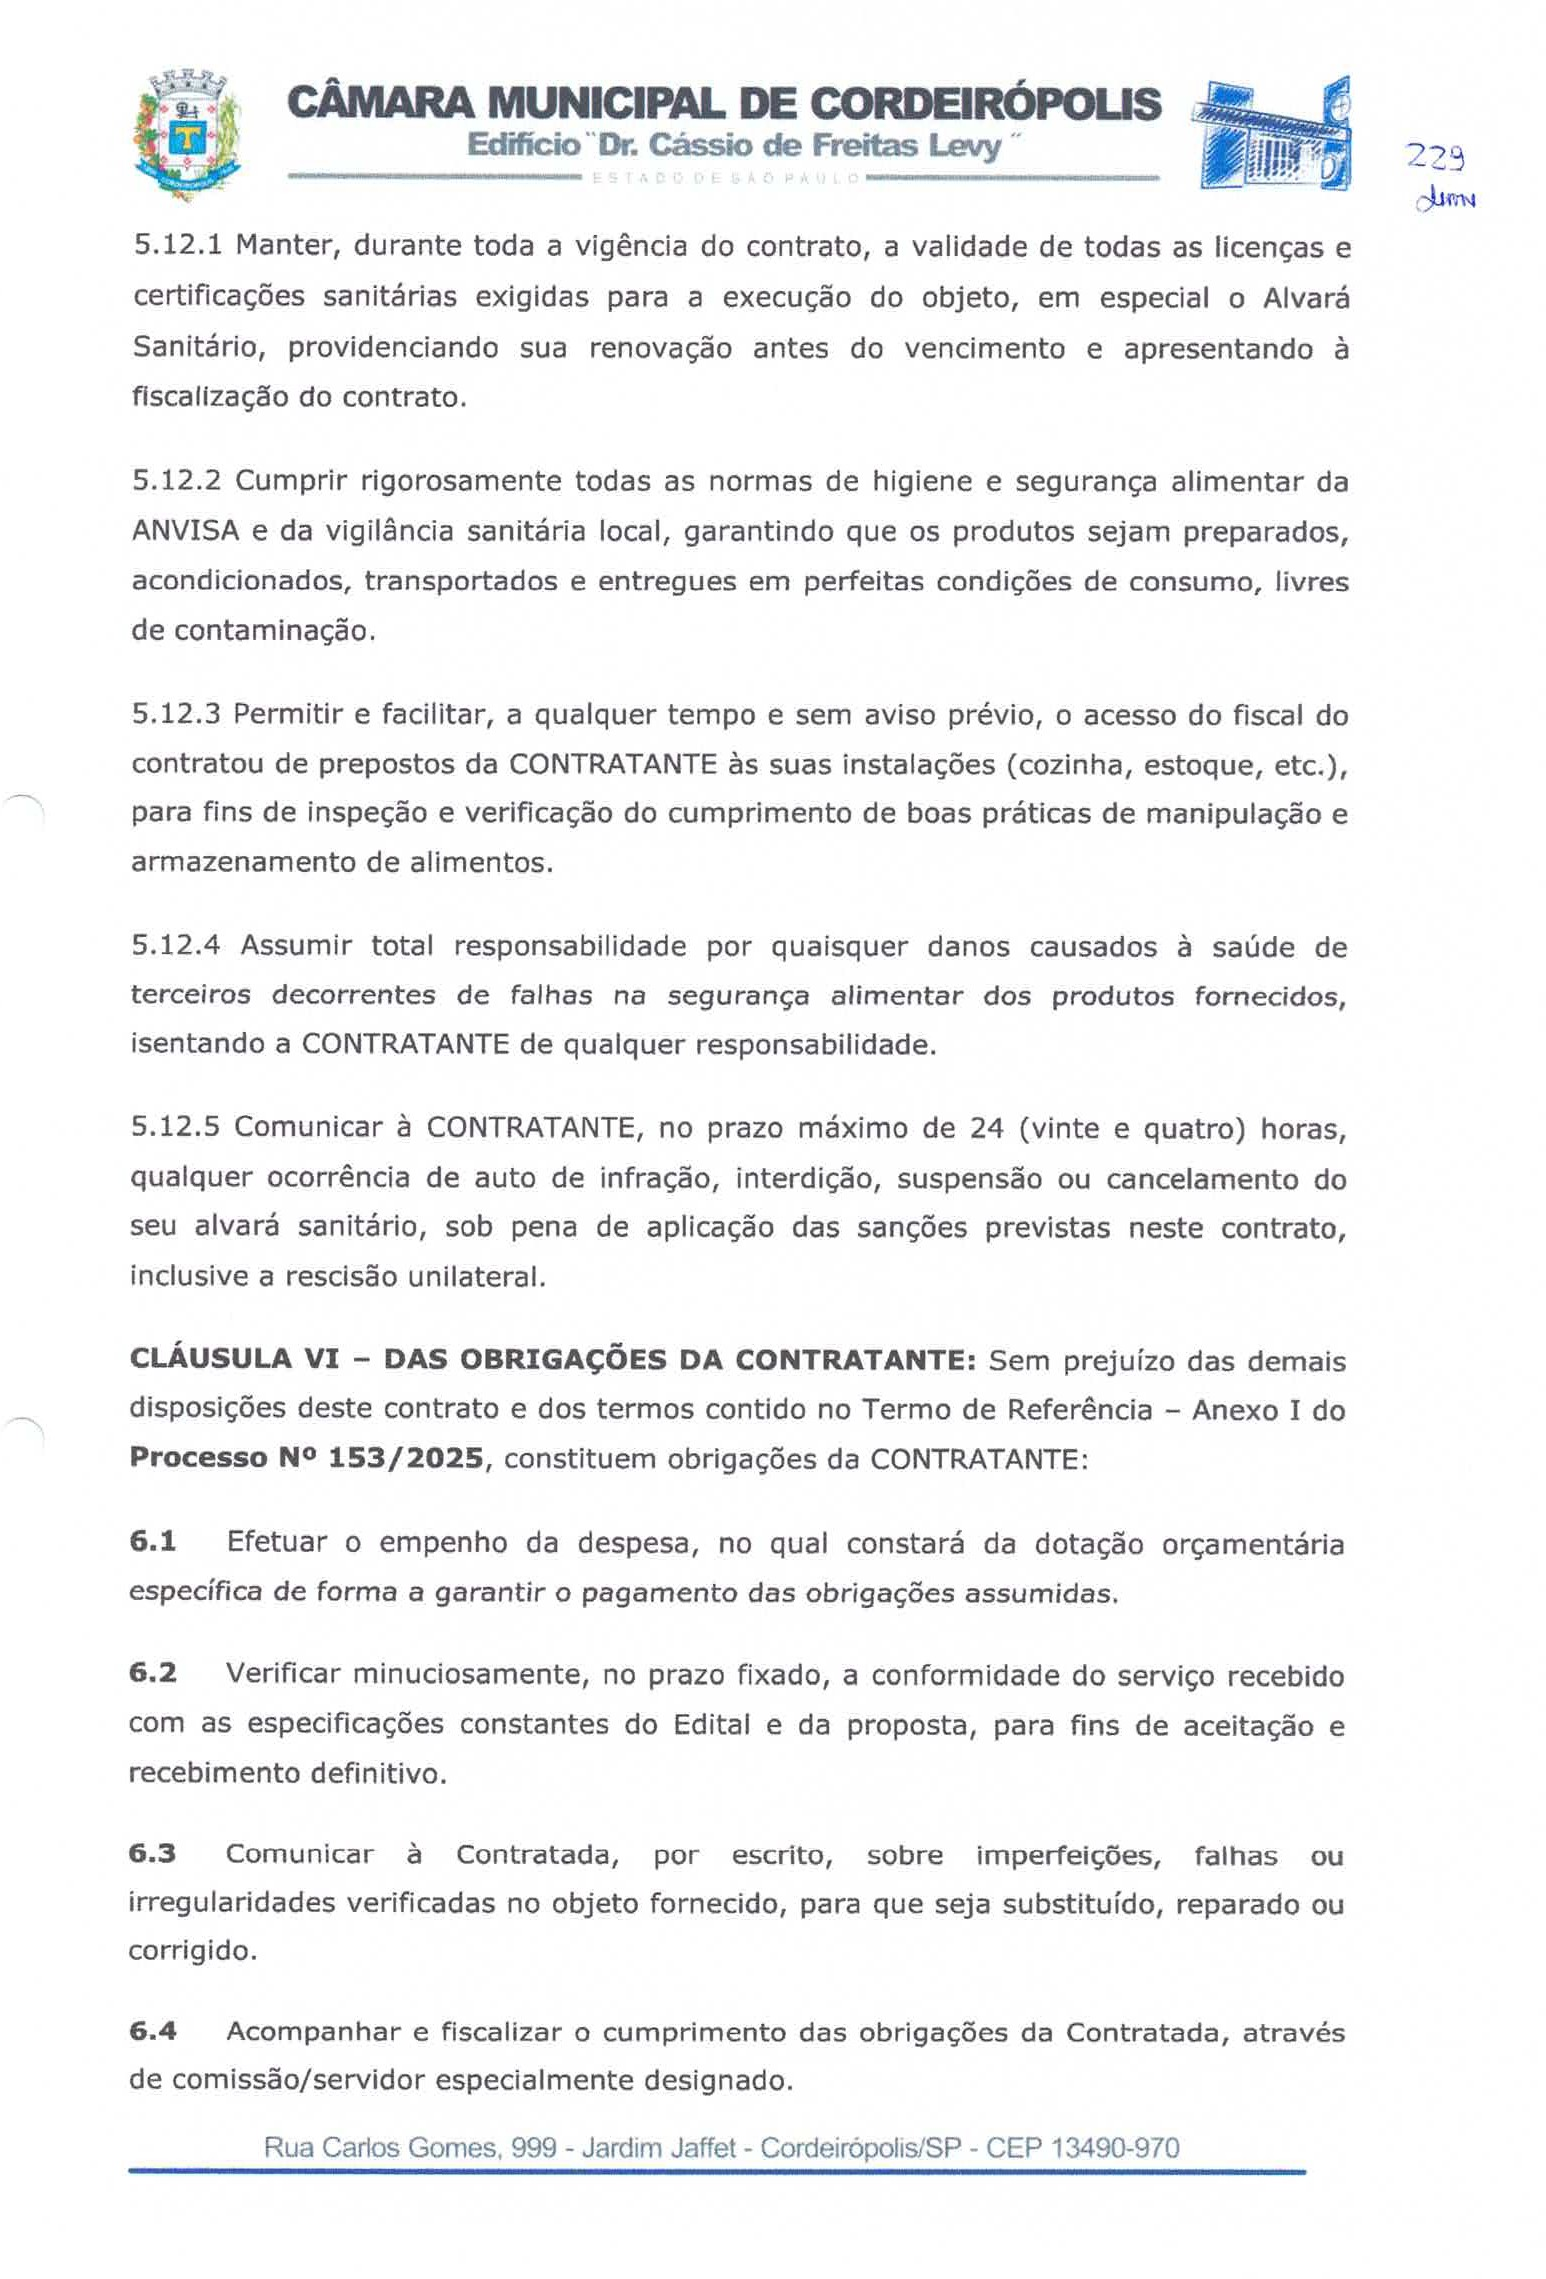 CÂMARA MUNICIPAL DE CORDEIRÓPOLIS
Edifício "Dr. Cássio de Freitas Levy"
ESTADO DE SÃO PAULO
229
5.12.1 Manter, durante toda a vigência do contrato, a validade de todas as licenças e
certificações sanitárias exigidas para a execução do objeto, em especial o Alvará
Sanitário, providenciando sua renovação antes do vencimento e apresentando à
fiscalização do contrato.
5.12.2 Cumprir rigorosamente todas as normas de higiene e segurança alimentar da
ANVISA e da vigilância sanitária local, garantindo que os produtos sejam preparados,
acondicionados, transportados e entregues em perfeitas condições de consumo, livres
de contaminação.
5.12.3 Permitir e facilitar, a qualquer tempo e sem aviso prévio, o acesso do fiscal do
contratou de prepostos da CONTRATANTE às suas instalações (cozinha, estoque, etc.),
para fins de inspeção e verificação do cumprimento de boas práticas de manipulação e
armazenamento de alimentos.
5.12.4 Assumir total responsabilidade por quaisquer danos causados à saúde de
terceiros decorrentes de falhas na segurança alimentar dos produtos fornecidos,
isentando a CONTRATANTE de qualquer responsabilidade.
5.12.5 Comunicar à CONTRATANTE, no prazo máximo de 24 (vinte e quatro) horas,
qualquer ocorrência de auto de infração, interdição, suspensão ou cancelamento do
seu alvará sanitário, sob pena de aplicação das sanções previstas neste contrato,
inclusive a rescisão unilateral.
CLÁUSULA VI – DAS OBRIGAÇÕES DA CONTRATANTE: Sem prejuízo das demais
disposições deste contrato e dos termos contido no Termo de Referência – Anexo I do
Processo Nº 153/2025, constituem obrigações da CONTRATANTE:
6.1 Efetuar o empenho da despesa, no qual constará da dotação orçamentária
específica de forma a garantir o pagamento das obrigações assumidas.
6.2 Verificar minuciosamente, no prazo fixado, a conformidade do serviço recebido
com as especificações constantes do Edital e da proposta, para fins de aceitação e
recebimento definitivo.
6.3 Comunicar à Contratada, por escrito, sobre imperfeições, falhas ou
irregularidades verificadas no objeto fornecido, para que seja substituído, reparado ou
corrigido.
6.4 Acompanhar e fiscalizar o cumprimento das obrigações da Contratada, através
de comissão/servidor especialmente designado.
Rua Carlos Gomes, 999 - Jardim Jaffet - Cordeirópolis/SP - CEP 13490-970